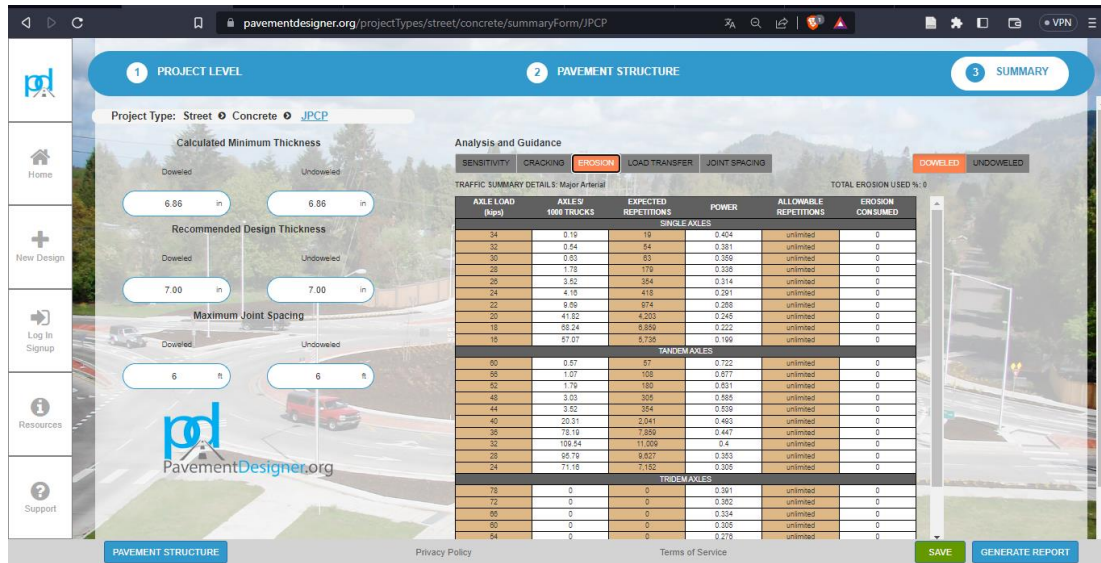 pavementdesigner.org/projectTypes/street/concrete/summaryForm/JPCP
VPN
pd
1 PROJECT LEVEL
2 PAVEMENT STRUCTURE
3 SUMMARY
Home
New Design
Log In
Signup
Resources
Support
Project Type: Street Concrete JPCP
Calculated Minimum Thickness
Doweled Undoweled
6.86 in 6.86 in
Recommended Design Thickness
Doweled Undoweled
7.00 in 7.00 in
Maximum Joint Spacing
Doweled Undoweled
6 ft 6 ft
pd
PavementDesigner.org
Analysis and Guidance
SENSITIVITY CRACKING EROSION LOAD TRANSFER JOINT SPACING DOWELED UNDOWELED
TRAFFIC SUMMARY DETAILS: Major Arterial TOTAL EROSION USED %: 0
AXLE LOAD AXLES/ EXPECTED POWER ALLOWABLE EROSION
(kips) 1000 TRUCKS REPETITIONS REPETITIONS CONSUMED
SINGLE AXLES
34 0.19 19 0.404 unlimited 0
32 0.54 54 0.381 unlimited 0
30 0.63 63 0.359 unlimited 0
28 1.78 179 0.336 unlimited 0
26 3.52 354 0.314 unlimited 0
24 4.16 418 0.291 unlimited 0
22 9.69 974 0.268 unlimited 0
20 41.82 4,203 0.245 unlimited 0
18 68.24 6,859 0.222 unlimited 0
16 57.07 5,736 0.199 unlimited 0
TANDEM AXLES
60 0.57 57 0.722 unlimited 0
56 1.07 108 0.677 unlimited 0
52 1.79 180 0.631 unlimited 0
48 3.03 305 0.585 unlimited 0
44 3.52 354 0.539 unlimited 0
40 20.31 2,041 0.493 unlimited 0
36 78.19 7,859 0.447 unlimited 0
32 109.54 11,009 0.4 unlimited 0
28 95.79 9,627 0.353 unlimited 0
24 71.16 7,152 0.305 unlimited 0
TRIDEM AXLES
78 0 0 0.391 unlimited 0
72 0 0 0.362 unlimited 0
66 0 0 0.334 unlimited 0
60 0 0 0.305 unlimited 0
54 0 0 0.276 unlimited 0
PAVEMENT STRUCTURE Privacy Policy Terms of Service SAVE GENERATE REPORT